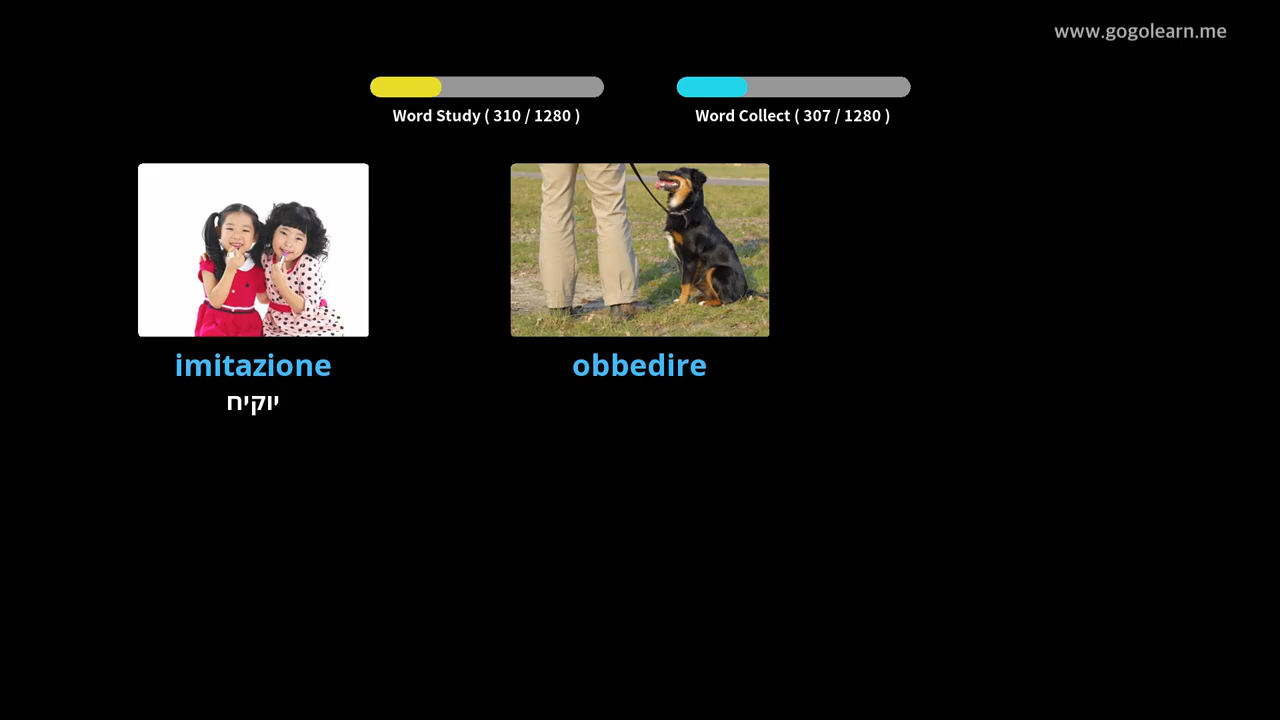 www.gogolearn.me
Word Study ( 310 / 1280 )
Word Collect ( 307 / 1280 )
imitazione
יוקיח
obbedire